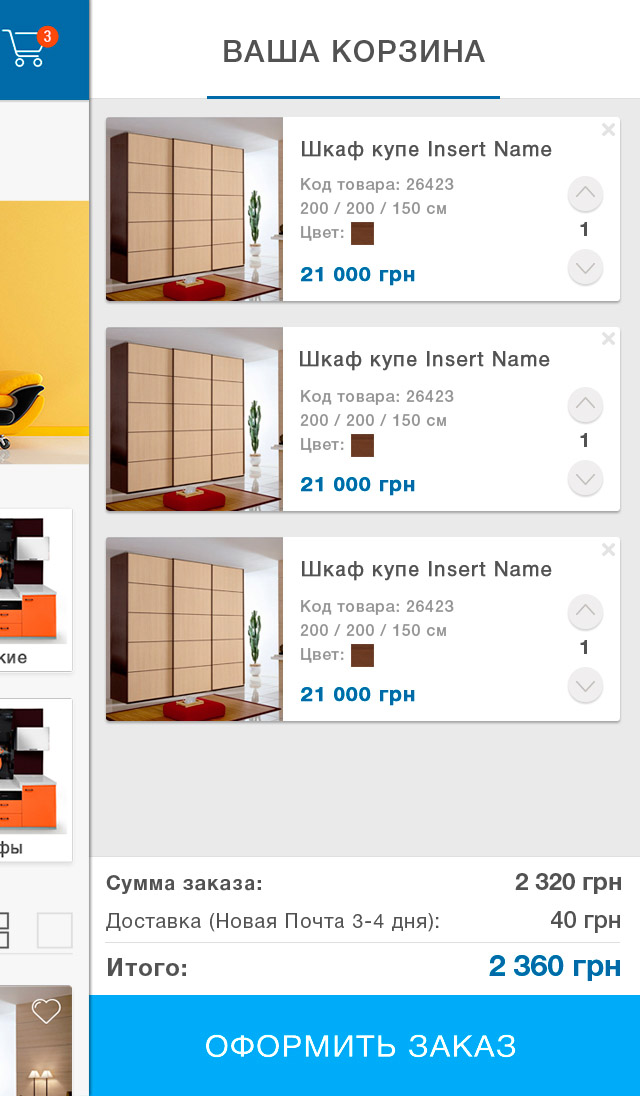 3
ВАША КОРЗИНА
Шкаф купе Insert Name
Код товара: 26423
200 / 200 / 150 см
Цвет:
1
21 000 грн
Шкаф купе Insert Name
Код товара: 26423
200 / 200 / 150 см
Цвет:
1
21 000 грн
Шкаф купе Insert Name
Код товара: 26423
200 / 200 / 150 см
Цвет:
1
21 000 грн
кие
фы
Сумма заказа: 2 320 грн
Доставка (Новая Почта 3-4 дня): 40 грн
Итого: 2 360 грн
ОФОРМИТЬ ЗАКАЗ